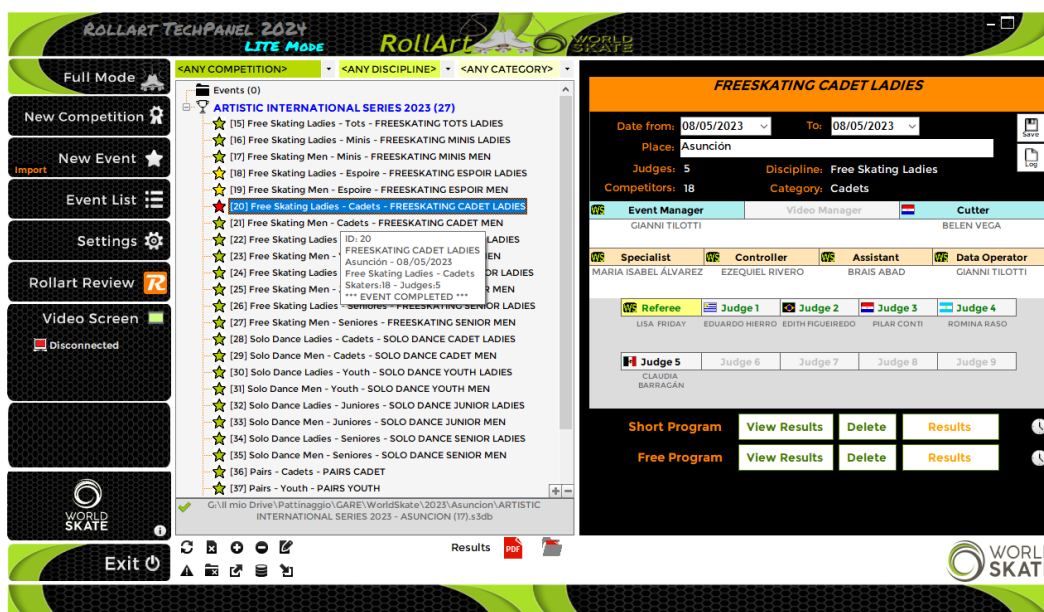 ROLLART TECHPANEL 2024
LITE MODE
RollArt
WORLD
SKATE
Full Mode
New Competition
New Event
Import
Event List
Settings
Rollart Review
R
Video Screen
Disconnected
WORLD
SKATE
Exit
<ANY COMPETITION>
<ANY DISCIPLINE>
<ANY CATEGORY>
Events (0)
ARTISTIC INTERNATIONAL SERIES 2023 (27)
[15] Free Skating Ladies - Tots - FREESKATING TOTS LADIES
[16] Free Skating Ladies - Minis - FREESKATING MINIS LADIES
[17] Free Skating Men - Minis - FREESKATING MINIS MEN
[18] Free Skating Ladies - Espoire - FREESKATING ESPOIR LADIES
[19] Free Skating Men - Espoire - FREESKATING ESPOIR MEN
[20] Free Skating Ladies - Cadets - FREESKATING CADET LADIES
[21] Free Skating Men - Cadets - FREESKATING CADET MEN
[22] Free Skating Ladies LADIES
[23] Free Skating Men - MEN
[24] Free Skating Ladies OR LADIES
[25] Free Skating Men - R MEN
[26] Free Skating Ladies - Seniores - FREESKATING SENIOR LADIES
[27] Free Skating Men - Seniores - FREESKATING SENIOR MEN
[28] Solo Dance Ladies - Cadets - SOLO DANCE CADET LADIES
[29] Solo Dance Men - Cadets - SOLO DANCE CADET MEN
[30] Solo Dance Ladies - Youth - SOLO DANCE YOUTH LADIES
[31] Solo Dance Men - Youth - SOLO DANCE YOUTH MEN
[32] Solo Dance Ladies - Juniores - SOLO DANCE JUNIOR LADIES
[33] Solo Dance Men - Juniores - SOLO DANCE JUNIOR MEN
[34] Solo Dance Ladies - Seniores - SOLO DANCE SENIOR LADIES
[35] Solo Dance Men - Seniores - SOLO DANCE SENIOR MEN
[36] Pairs - Cadets - PAIRS CADET
[37] Pairs - Youth - PAIRS YOUTH
ID: 20
FREESKATING CADET LADIES
Asunción - 08/05/2023
Free Skating Ladies - Cadets
Skaters:18 - Judges:5
*** EVENT COMPLETED ***
G:\Il mio Drive\Pattinaggio\GARE\WorldSkate\2023\Asuncion\ARTISTIC
INTERNATIONAL SERIES 2023 - ASUNCION (17).s3db
Results
PDF
FREESKATING CADET LADIES
Date from: 08/05/2023 To: 08/05/2023
Save
Place: Asunción
Log
Judges: 5 Discipline: Free Skating Ladies
Competitors: 18 Category: Cadets
WS Event Manager Video Manager Cutter
GIANNI TILOTTI BELEN VEGA
WS Specialist WS Controller WS Assistant WS Data Operator
MARIA ISABEL ÁLVAREZ EZEQUIEL RIVERO BRAIS ABAD GIANNI TILOTTI
WS Referee Judge 1 Judge 2 Judge 3 Judge 4
LISA FRIDAY EDUARDO HIERRO EDITH FIGUEIREDO PILAR CONTI ROMINA RASO
Judge 5 Judge 6 Judge 7 Judge 8 Judge 9
CLAUDIA
BARRAGÁN
Short Program View Results Delete Results
Free Program View Results Delete Results
WORL
SKAT